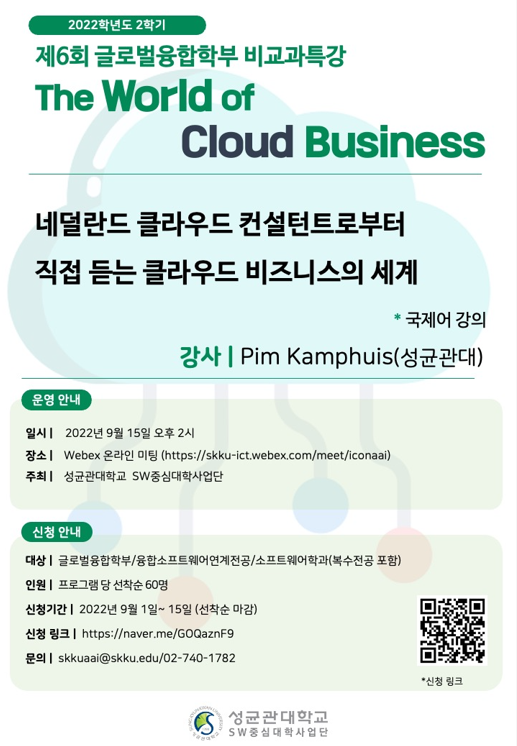 2022학년도 2학기
제6회 글로벌융합학부 비교과특강
The World of
Cloud Business
네덜란드 클라우드 컨설턴트로부터
직접 듣는 클라우드 비즈니스의 세계
* 국제어 강의
강사 | Pim Kamphuis(성균관대)
운영 안내
일시 | 2022년 9월 15일 오후 2시
장소 | Webex 온라인 미팅 (https://skku-ict.webex.com/meet/iconaai)
주최 | 성균관대학교 SW중심대학사업단
신청 안내
대상 | 글로벌융합학부/융합소프트웨어연계전공/소프트웨어학과(복수전공 포함)
인원 | 프로그램 당 선착순 60명
신청기간 | 2022년 9월 1일~ 15일 (선착순 마감)
신청 링크 | https://naver.me/GOQaznF9
문의 | skkuaai@skku.edu/02-740-1782
*신청 링크
성균관대학교
SW중심대학사업단